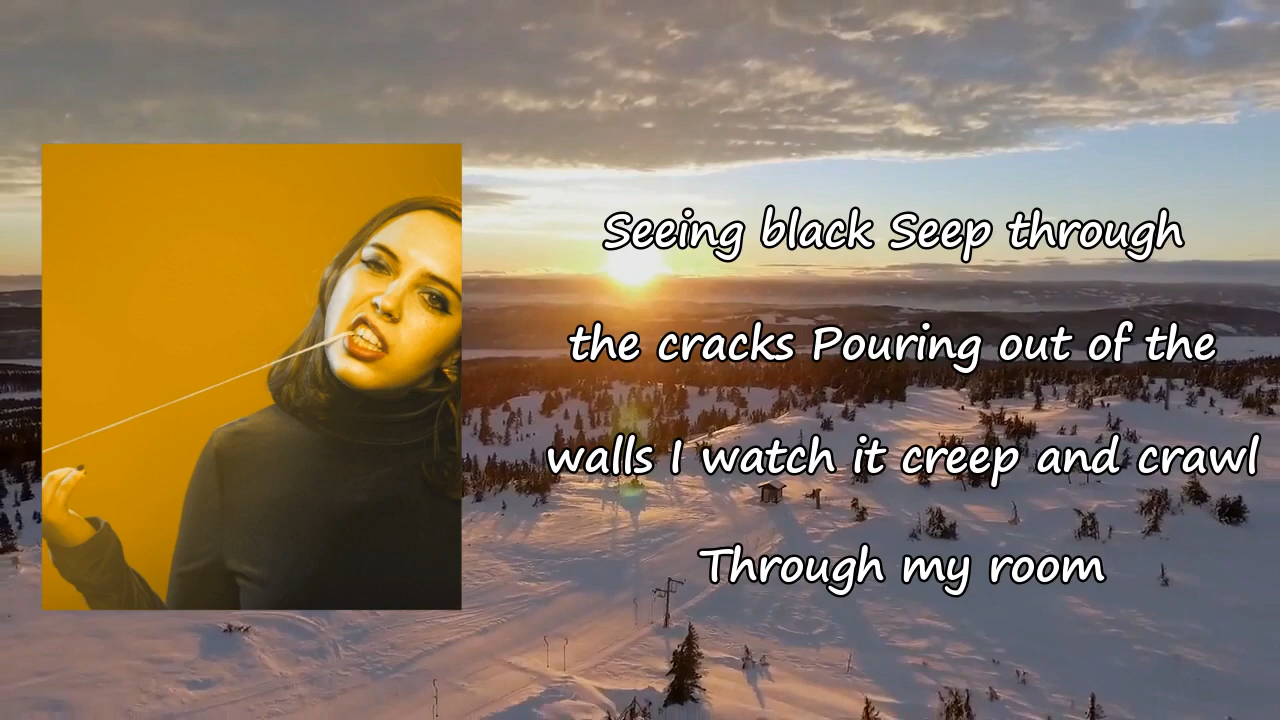 Seeing black Seep through
the cracks Pouring out of the
walls I watch it creep and crawl
Through my room